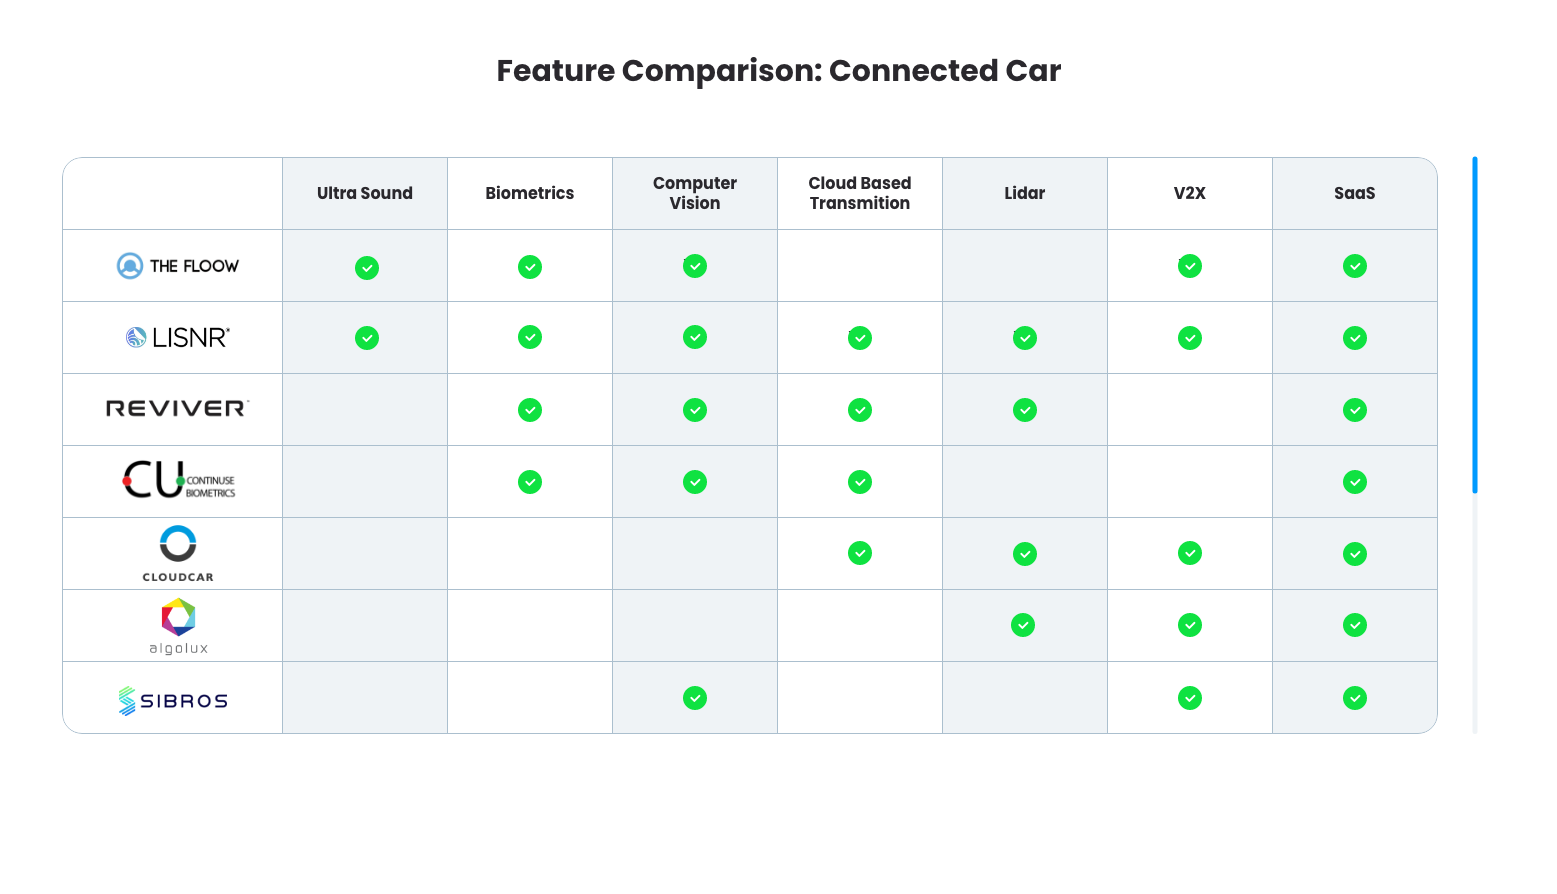 Feature Comparison: Connected Car
Ultra Sound
Biometrics
Computer
Vision
Cloud Based
Transmition
Lidar
V2X
SaaS
THE FLOOW
LISNR
REVIVER
CU CONTINUSE
BIOMETRICS
CLOUDCAR
algolux
SIBROS